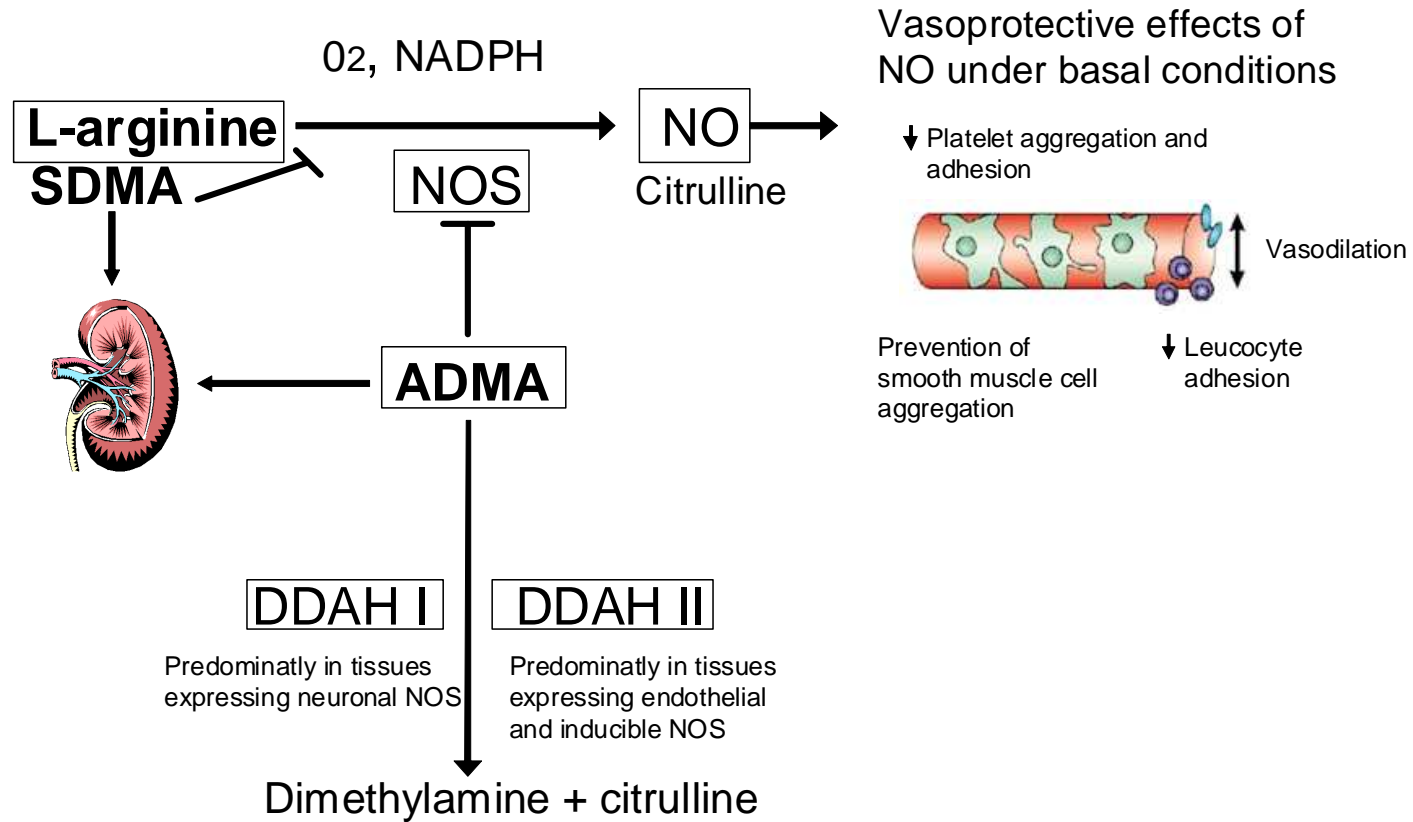 Vasoprotective effects of
NO under basal conditions
02, NADPH
L-arginine
NO
SDMA
NOS
Citrulline
Platelet aggregation and
adhesion
Vasodilation
Prevention of
smooth muscle cell
aggregation
Leucocyte
adhesion
ADMA
DDAH I
DDAH II
Predominatly in tissues
expressing neuronal NOS
Predominatly in tissues
expressing endothelial
and inducible NOS
Dimethylamine + citrulline